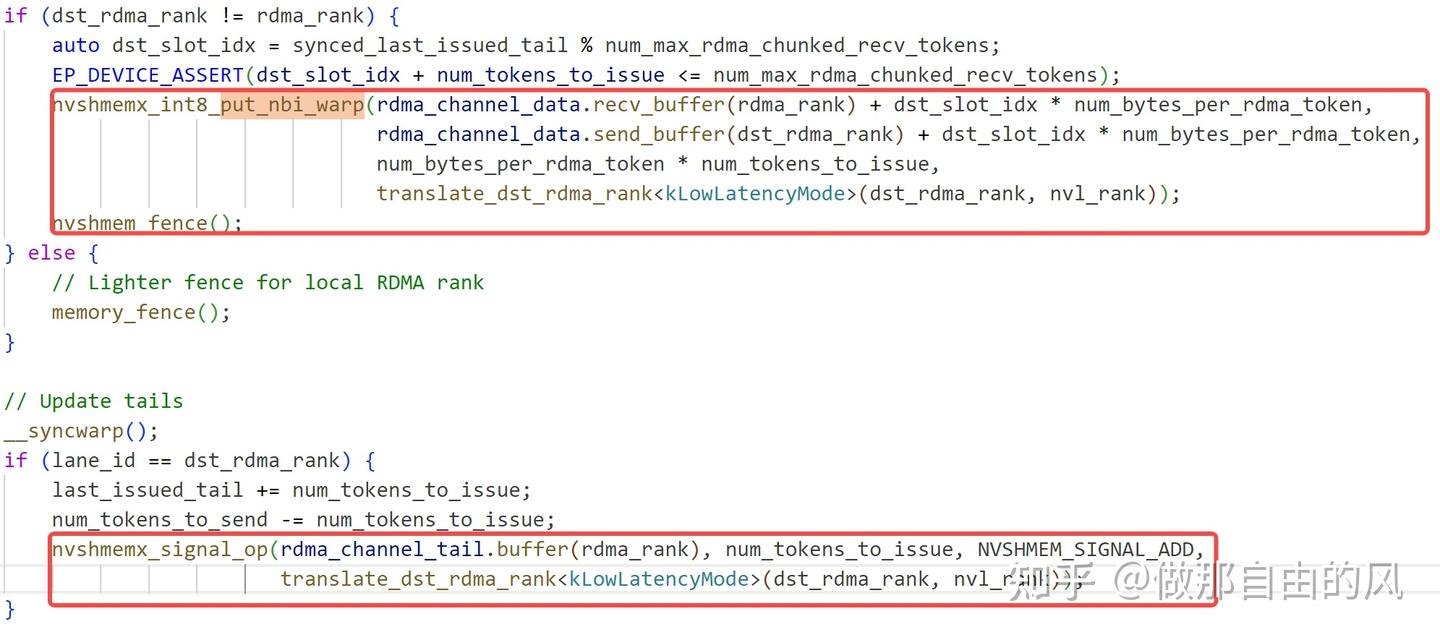 if (dst_rdma_rank != rdma_rank) {
    auto dst_slot_idx = synced_last_issued_tail % num_max_rdma_chunked_recv_tokens;
    EP_DEVICE_ASSERT(dst_slot_idx + num_tokens_to_issue <= num_max_rdma_chunked_recv_tokens);
    nvshmemx_int8_put_nbi_warp(rdma_channel_data.recv_buffer(rdma_rank) + dst_slot_idx * num_bytes_per_rdma_token,
                               rdma_channel_data.send_buffer(dst_rdma_rank) + dst_slot_idx * num_bytes_per_rdma_token,
                               num_bytes_per_rdma_token * num_tokens_to_issue,
                               translate_dst_rdma_rank<kLowLatencyMode>(dst_rdma_rank, nvl_rank));
    nvshmem_fence();
} else {
    // Lighter fence for local RDMA rank
    memory_fence();
}

// Update tails
__syncwarp();
if (lane_id == dst_rdma_rank) {
    last_issued_tail += num_tokens_to_issue;
    num_tokens_to_send -= num_tokens_to_issue;
    nvshmemx_signal_op(rdma_channel_tail.buffer(rdma_rank), num_tokens_to_issue, NVSHMEM_SIGNAL_ADD,
                       translate_dst_rdma_rank<kLowLatencyMode>(dst_rdma_rank, nvl_rank));
}
知乎 @做那自由的风